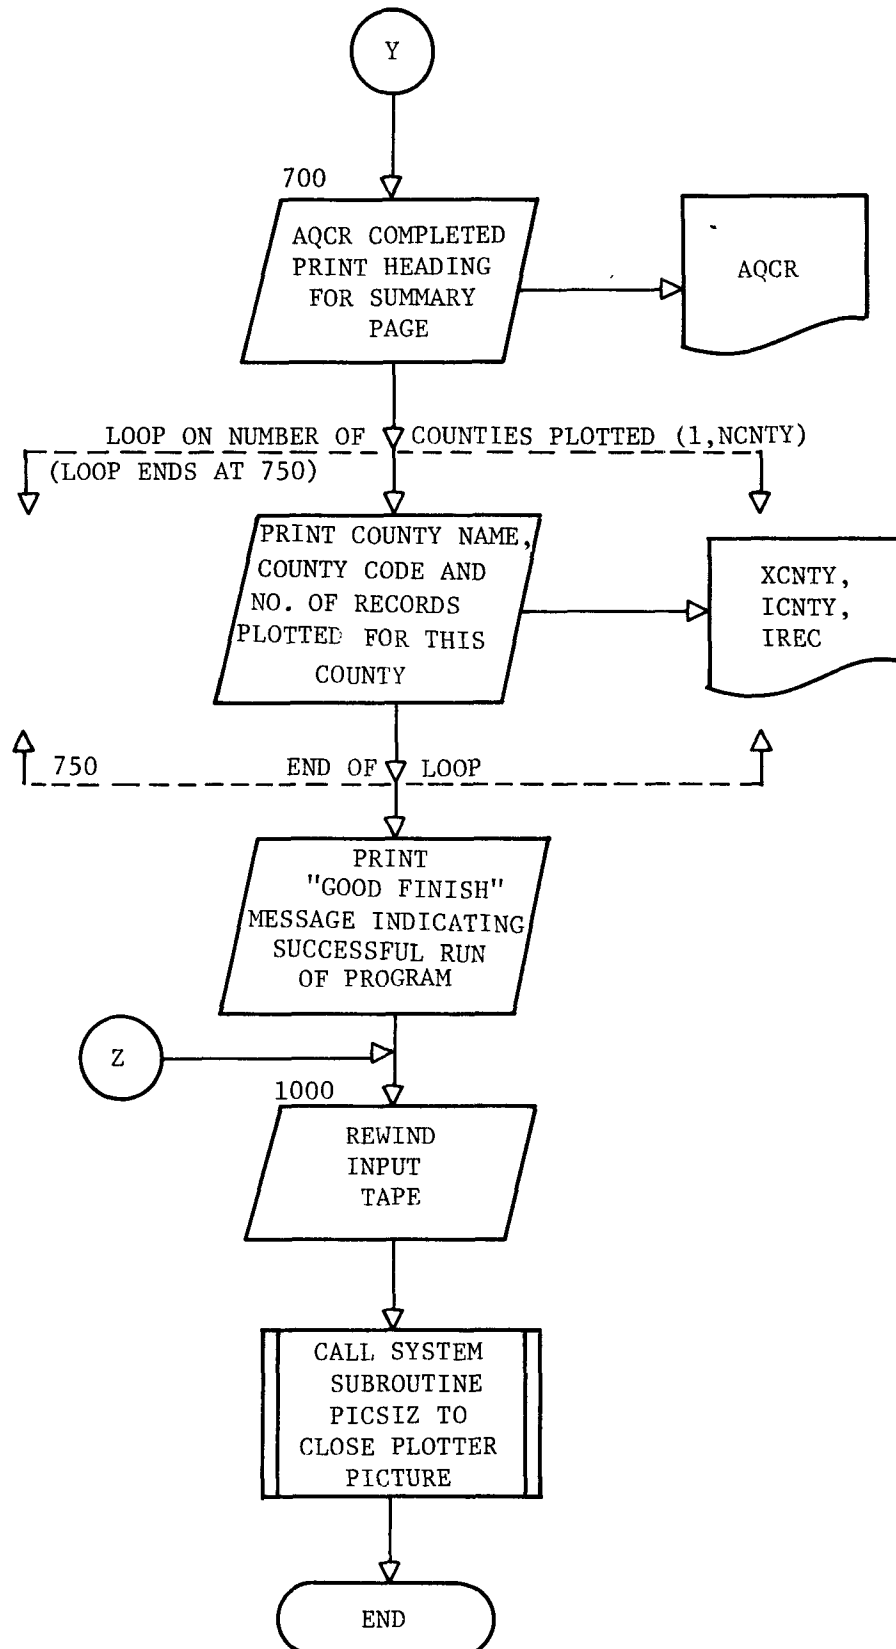 Y
700
AQCR COMPLETED
PRINT HEADING
FOR SUMMARY
PAGE
AQCR
LOOP ON NUMBER OF COUNTIES PLOTTED (1,NCNTY)
(LOOP ENDS AT 750)
PRINT COUNTY NAME,
COUNTY CODE AND
NO. OF RECORDS
PLOTTED FOR THIS
COUNTY
XCNTY,
ICNTY,
IREC
750 END OF LOOP
PRINT
"GOOD FINISH"
MESSAGE INDICATING
SUCCESSFUL RUN
OF PROGRAM
Z
1000
REWIND
INPUT
TAPE
CALL SYSTEM
SUBROUTINE
PICSIZ TO
CLOSE PLOTTER
PICTURE
END